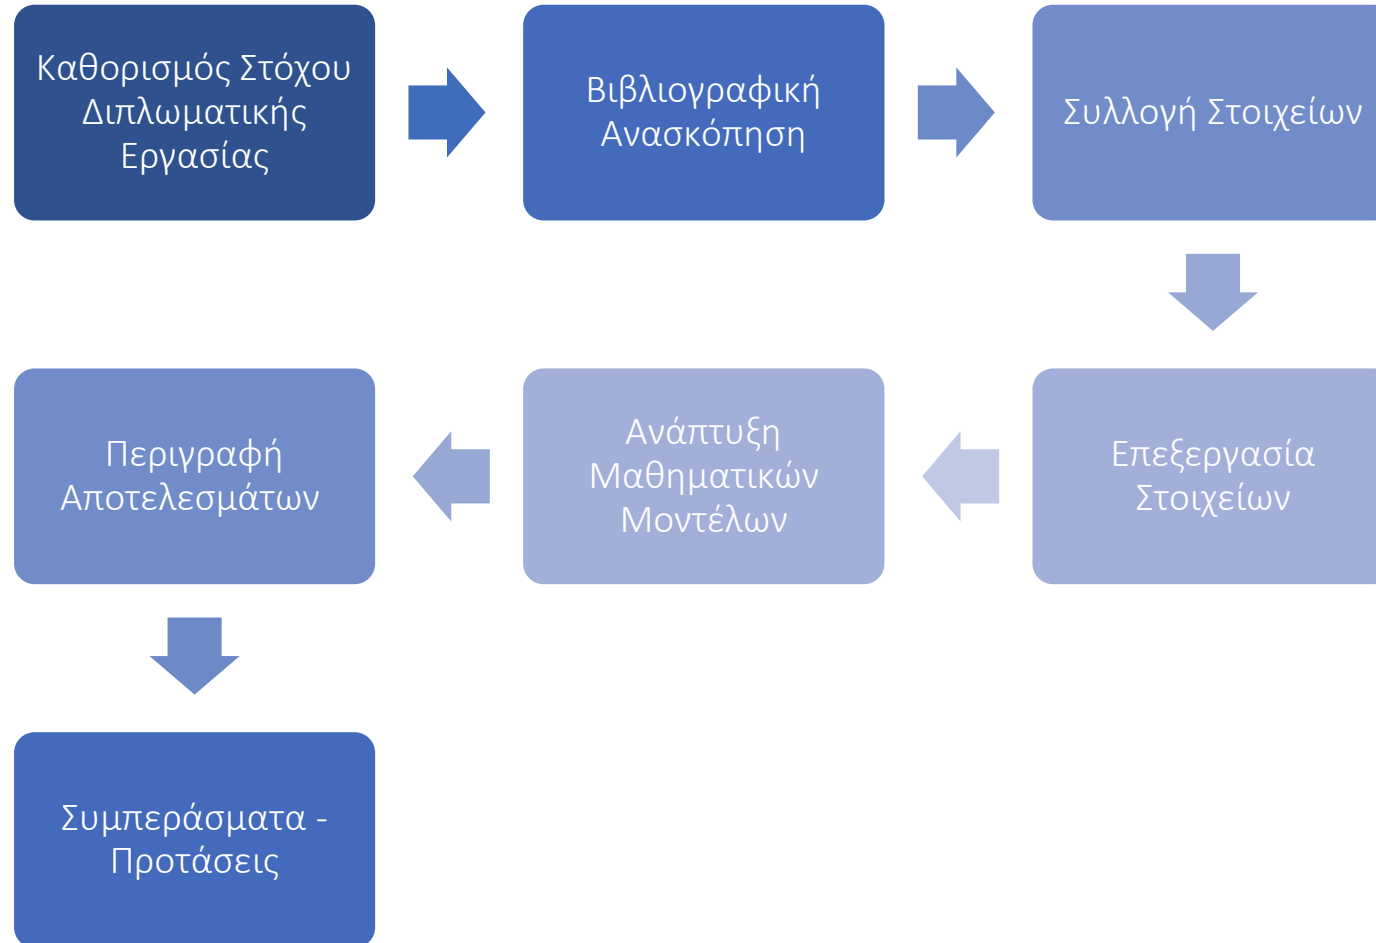 Καθορισμός Στόχου
Διπλωματικής
Εργασίας
Βιβλιογραφική
Ανασκόπηση
Συλλογή Στοιχείων
Επεξεργασία
Στοιχείων
Ανάπτυξη
Μαθηματικών
Μοντέλων
Περιγραφή
Αποτελεσμάτων
Συμπεράσματα -
Προτάσεις